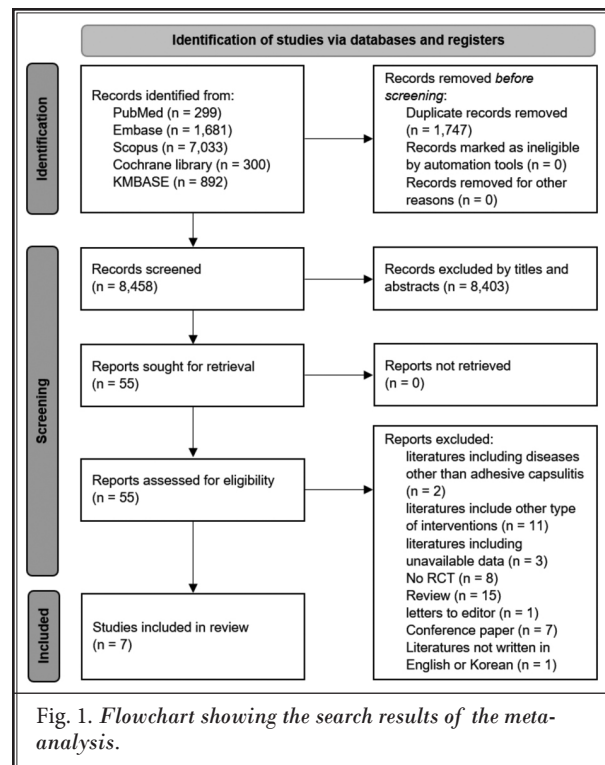 Identification of studies via databases and registers
Identification
Records identified from:
PubMed (n = 299)
Embase (n = 1,681)
Scopus (n = 7,033)
Cochrane library (n = 300)
KMBASE (n = 892)
Records removed before
screening:
Duplicate records removed
(n = 1,747)
Records marked as ineligible
by automation tools (n = 0)
Records removed for other
reasons (n = 0)
Screening
Records screened
(n = 8,458)
Records excluded by titles and
abstracts (n = 8,403)
Reports sought for retrieval
(n = 55)
Reports not retrieved
(n = 0)
Reports assessed for eligibility
(n = 55)
Reports excluded:
literatures including diseases
other than adhesive capsulitis
(n = 2)
literatures include other type
of interventions (n = 11)
literatures including
unavailable data (n = 3)
No RCT (n = 8)
Review (n = 15)
letters to editor (n = 1)
Conference paper (n = 7)
Literatures not written in
English or Korean (n = 1)
Included
Studies included in review
(n = 7)
Fig. 1. Flowchart showing the search results of the meta-
analysis.